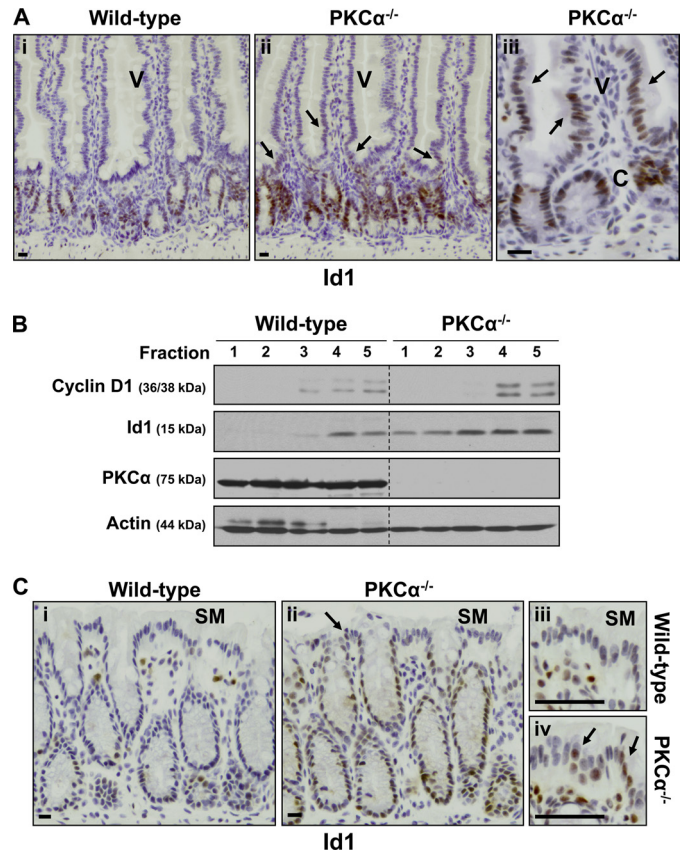 A
Wild-type PKCα-/- PKCα-/-
i ii iii
V V V
C
Id1
B
Wild-type PKCα-/-
Fraction 1 2 3 4 5 1 2 3 4 5
Cyclin D1 (36/38 kDa)
Id1 (15 kDa)
PKCα (75 kDa)
Actin (44 kDa)
C
Wild-type PKCα-/-
i SM ii SM iii SM
Wild-type
iv
PKCα-/-
Id1